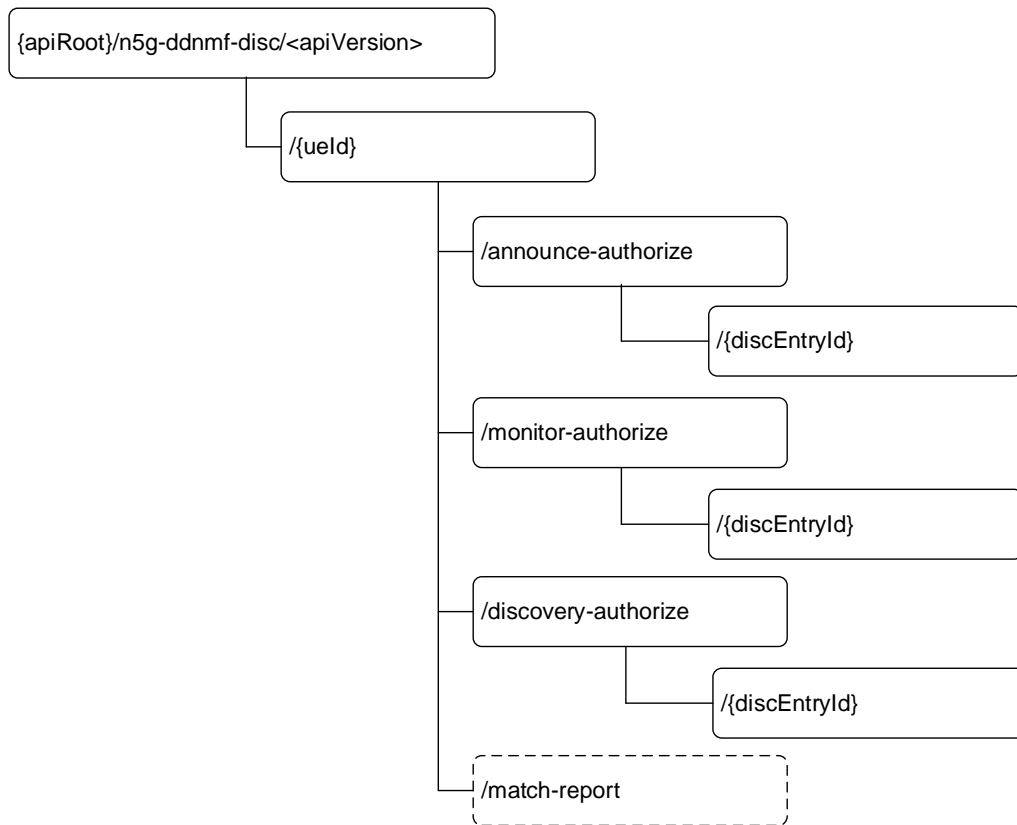 {apiRoot}/n5g-ddnmf-disc/<apiVersion>
/{ueId}
/announce-authorize
/{discEntryId}
/monitor-authorize
/{discEntryId}
/discovery-authorize
/{discEntryId}
/match-report